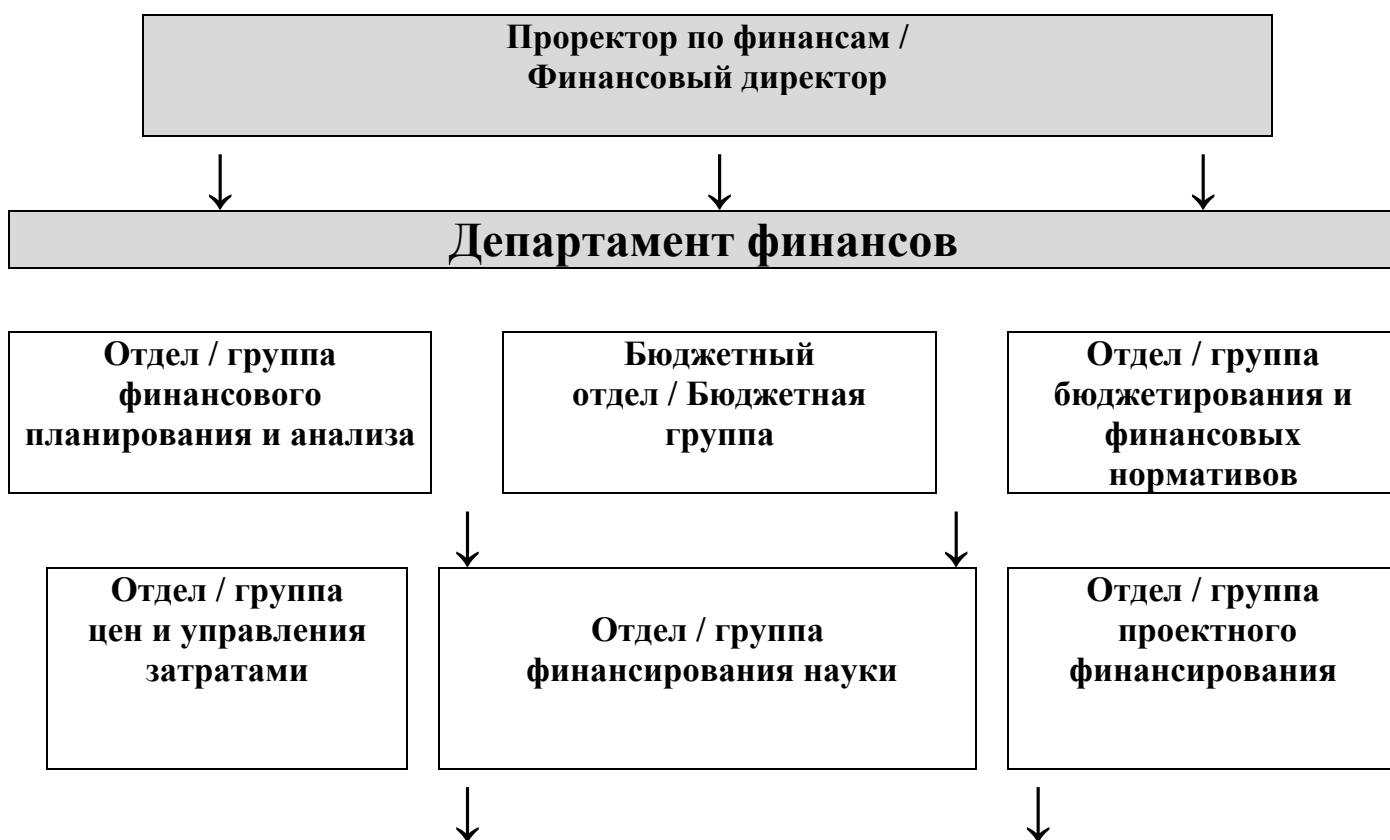 Проректор по финансам /
Финансовый директор
Департамент финансов
Отдел / группа
финансового
планирования и анализа
Бюджетный
отдел / Бюджетная
группа
Отдел / группа
бюджетирования и
финансовых
нормативов
Отдел / группа
цен и управления
затратами
Отдел / группа
финансирования науки
Отдел / группа
проектного
финансирования